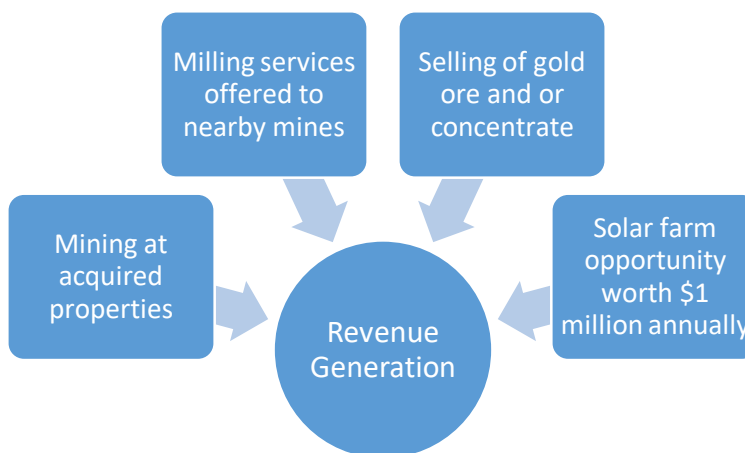 Milling services
offered to
nearby mines
Selling of gold
ore and or
concentrate
Mining at
acquired
properties
Solar farm
opportunity
worth $1
million annually
Revenue
Generation